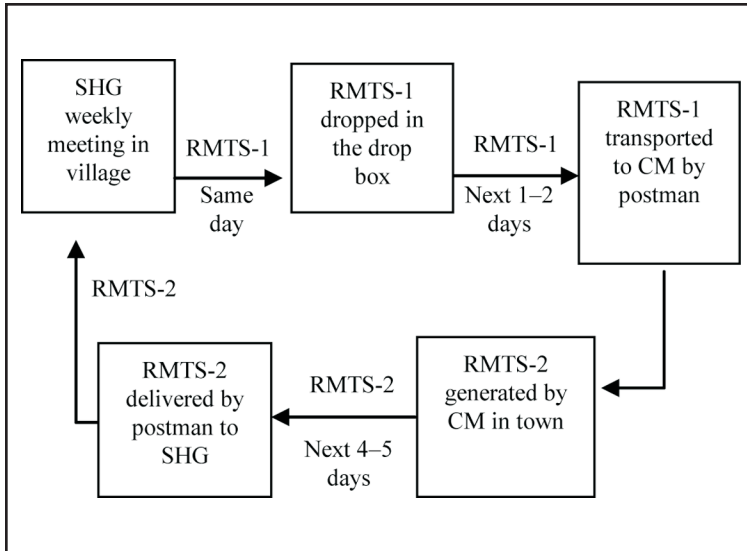 SHG
weekly
meeting in
village
RMTS-1
Same
day
RMTS-1
dropped in
the drop
box
RMTS-1
Next 1–2
days
RMTS-1
transported
to CM by
postman
RMTS-2
generated by
CM in town
RMTS-2
Next 4–5
days
RMTS-2
delivered by
postman to
SHG
RMTS-2